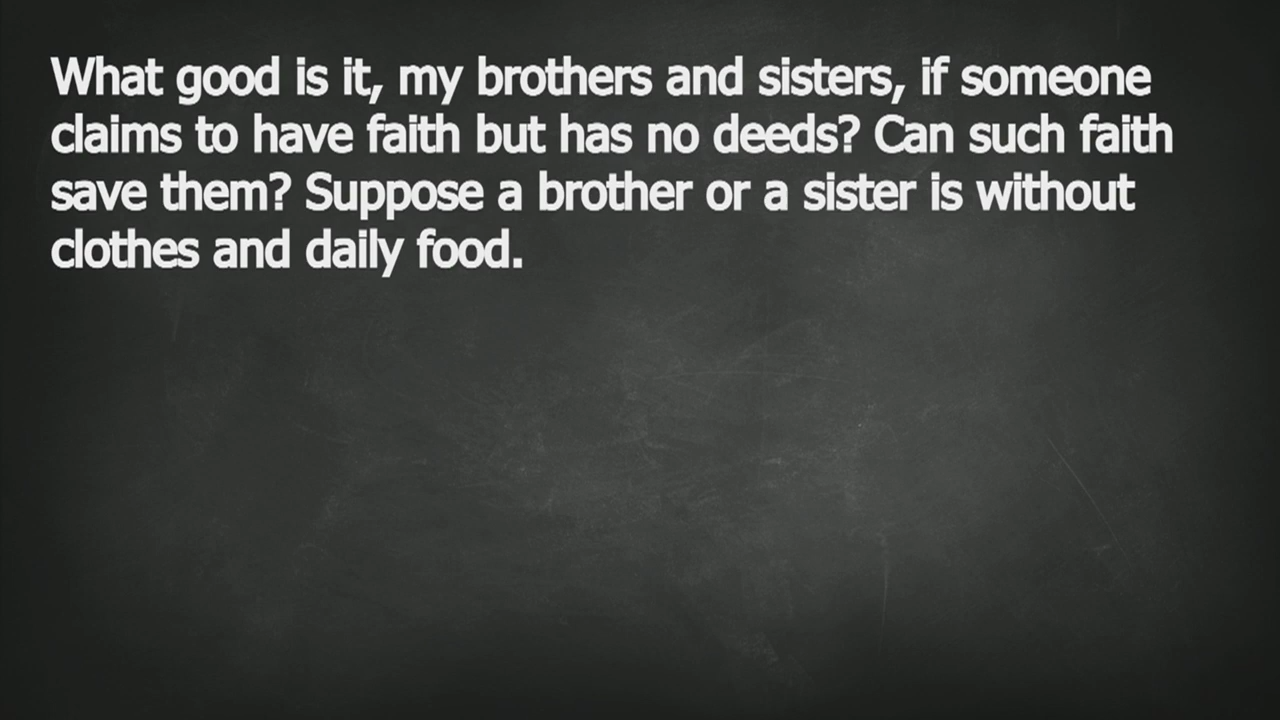 What good is it, my brothers and sisters, if someone
claims to have faith but has no deeds? Can such faith
save them? Suppose a brother or a sister is without
clothes and daily food.